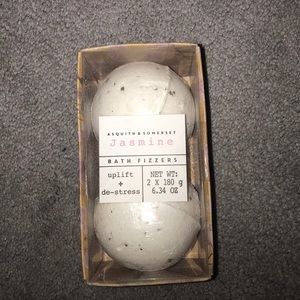 ASQUITH & SOMERSET
Jasmine
BATH FIZZERS
uplift
+
de-stress
NET WT:
2 X 180 g
6.34 OZ